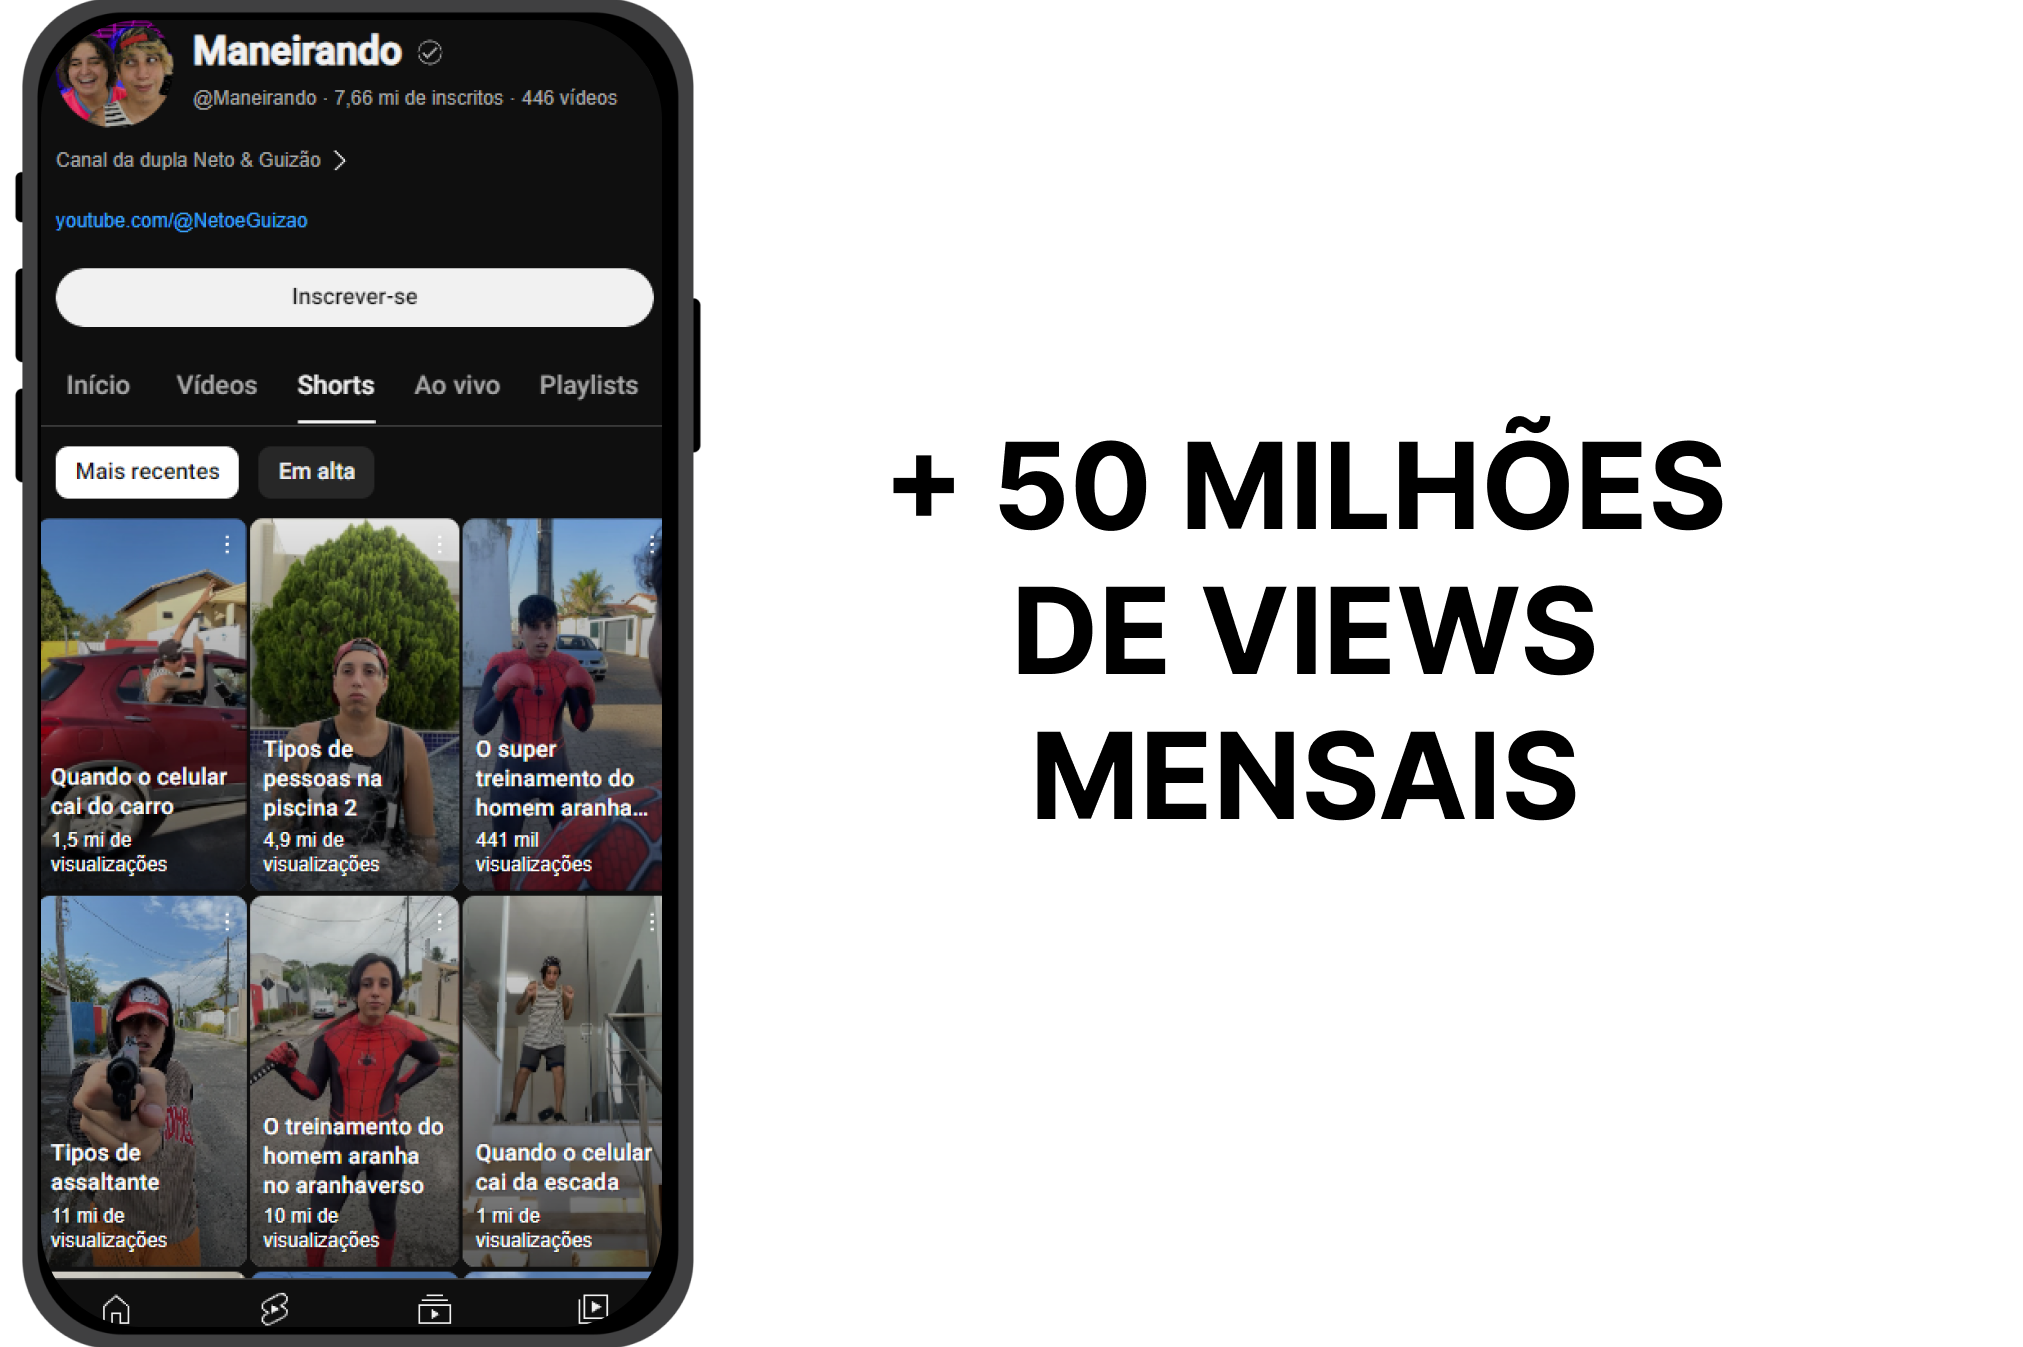 Maneirando
@Maneirando · 7,66 mi de inscritos · 446 vídeos
Canal da dupla Neto & Guizão
youtube.com/@NetoeGuizao
Inscrever-se
Início Vídeos Shorts Ao vivo Playlists
Mais recentes Em alta
Quando o celular
cai do carro
1,5 mi de
visualizações
Tipos de
pessoas na
piscina 2
4,9 mi de
visualizações
O super
treinamento do
homem aranha...
441 mil
visualizações
Tipos de
assaltante
11 mi de
visualizações
O treinamento do
homem aranha
no aranhaverso
10 mi de
visualizações
Quando o celular
cai da escada
1 mi de
visualizações
+ 50 MILHÕES
DE VIEWS
MENSAIS